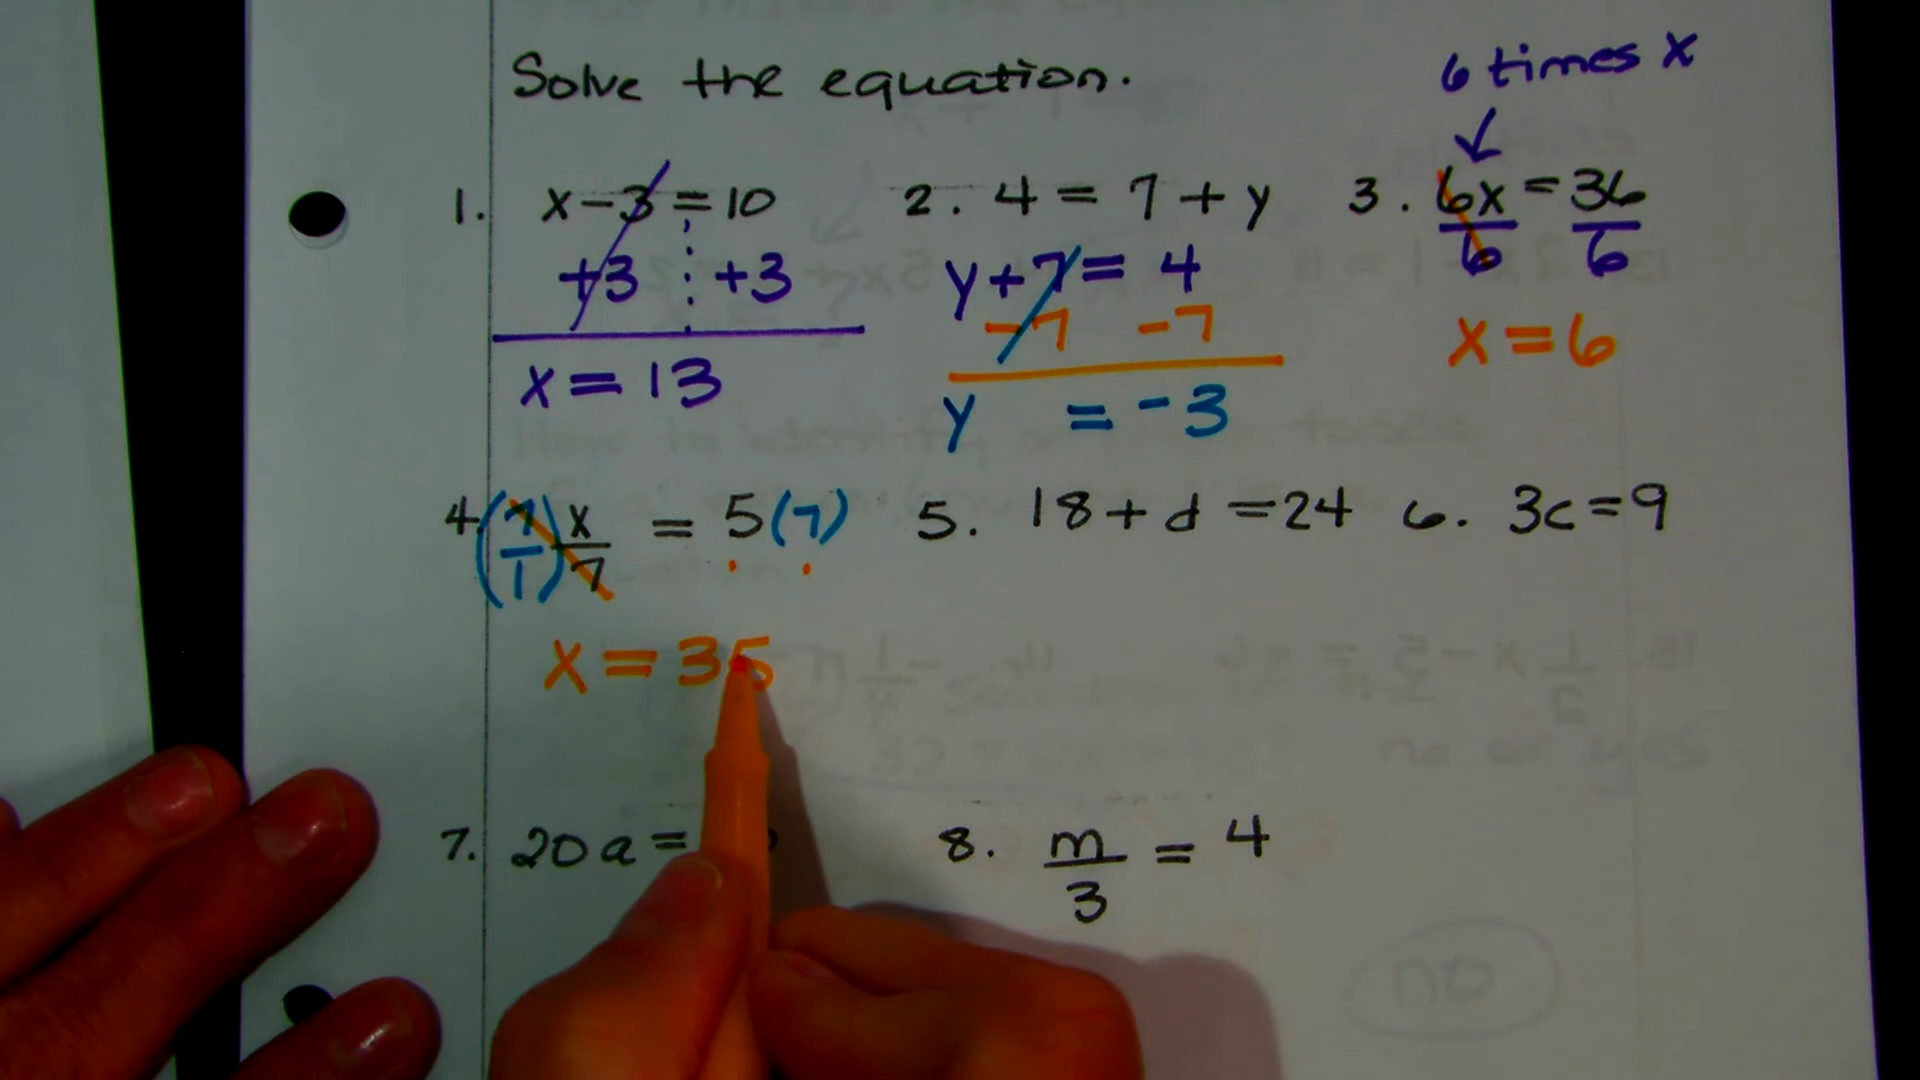 Solve the equation.
6 times x
1. x - 3 = 10
+3 +3
x = 13
2. 4 = 7 + y
y + 7 = 4
-7 -7
y = -3
3. 6x = 36
6 6
x = 6
4. (7/1) x/7 = 5(7)
x = 35
5. 18 + d = 24
6. 3c = 9
7. 20a =
8. m/3 = 4
no